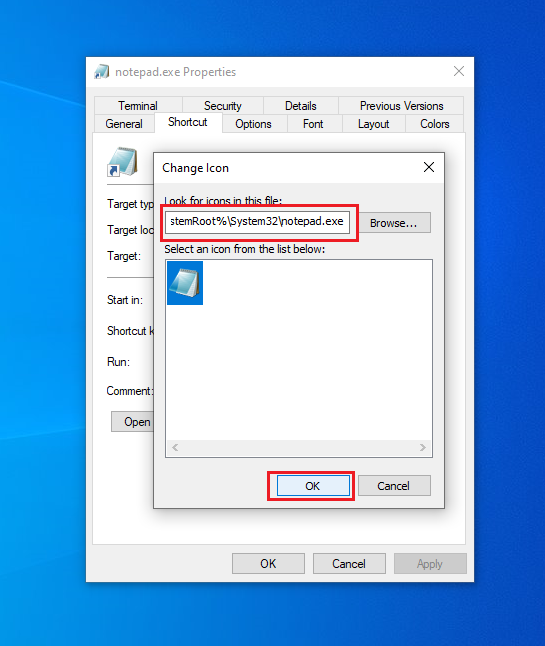 notepad.exe Properties
Terminal Security Details Previous Versions
General Shortcut Options Font Layout Colors
Change Icon
Look for icons in this file:
stemRoot%\System32\notepad.exe Browse...
Select an icon from the list below:
Target typ
Target loc
Target:
Start in:
Shortcut k
Run:
Comment:
Open
OK Cancel
OK Cancel Apply